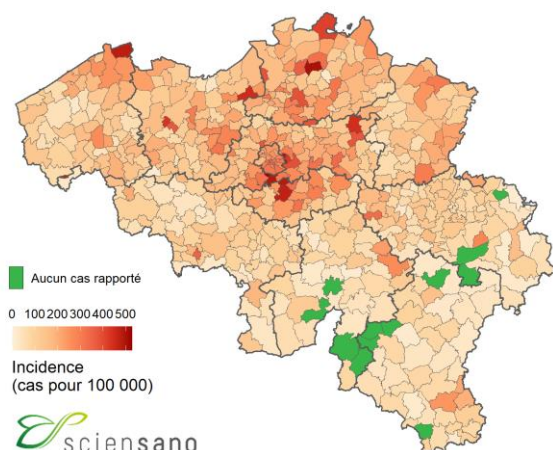 Aucun cas rapporté
0 100 200 300 400 500
Incidence
(cas pour 100 000)
sciensano